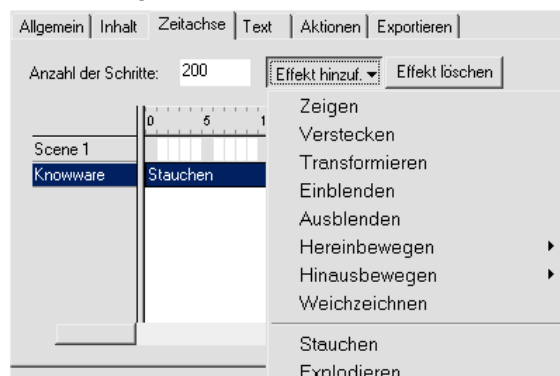 Allgemein Inhalt Zeitachse Text Aktionen Exportieren
Anzahl der Schritte: 200 Effekt hinzuf. Effekt löschen
0 5 1
Scene 1
Knowware Stauchen
Zeigen
Verstecken
Transformieren
Einblenden
Ausblenden
Hereinbewegen
Hinausbewegen
Weichzeichnen
Stauchen
Explodieren